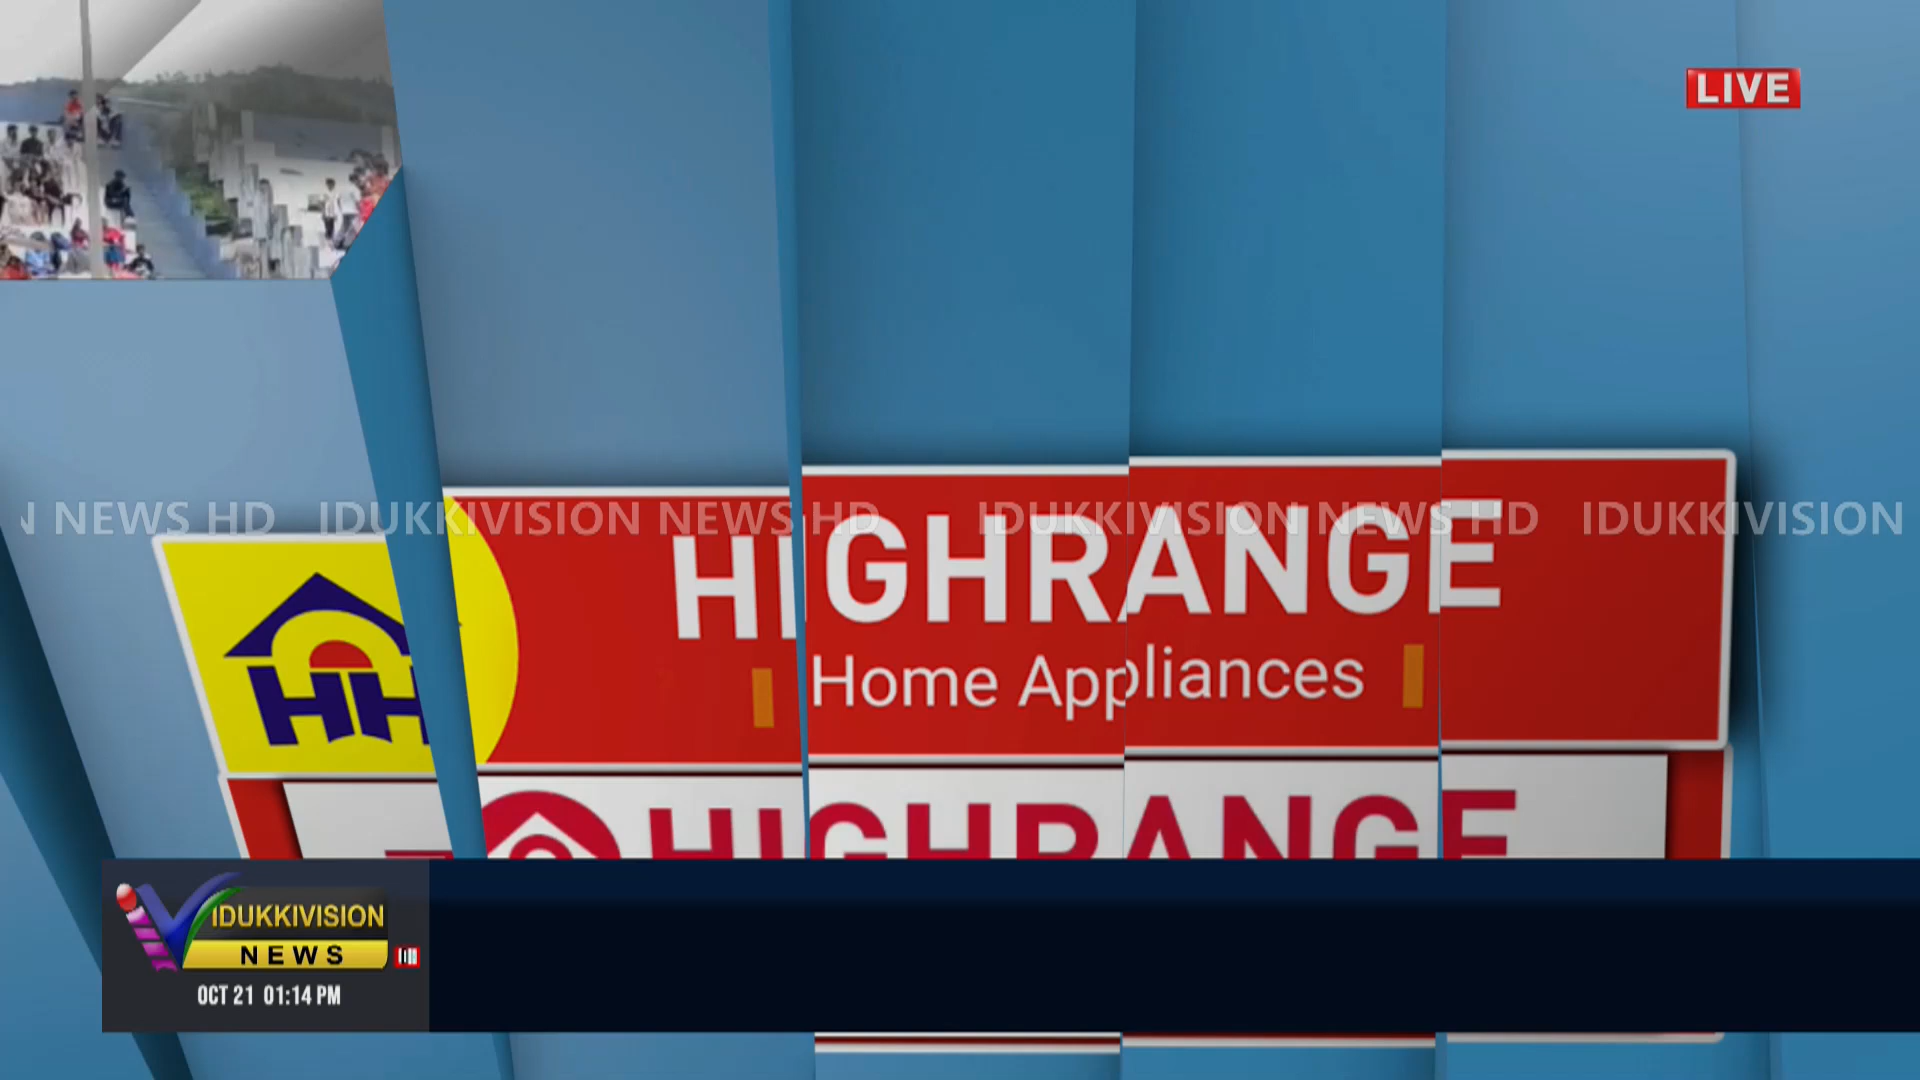 LIVE
N NEWS HD IDUKKIVISION NEWS HD IDUKKIVISION NEWS HD IDUKKIVISION
HIGHRANGE
Home Appliances
HH
HIGHRANGE
IDUKKIVISION
NEWS
OCT 21 01:14 PM